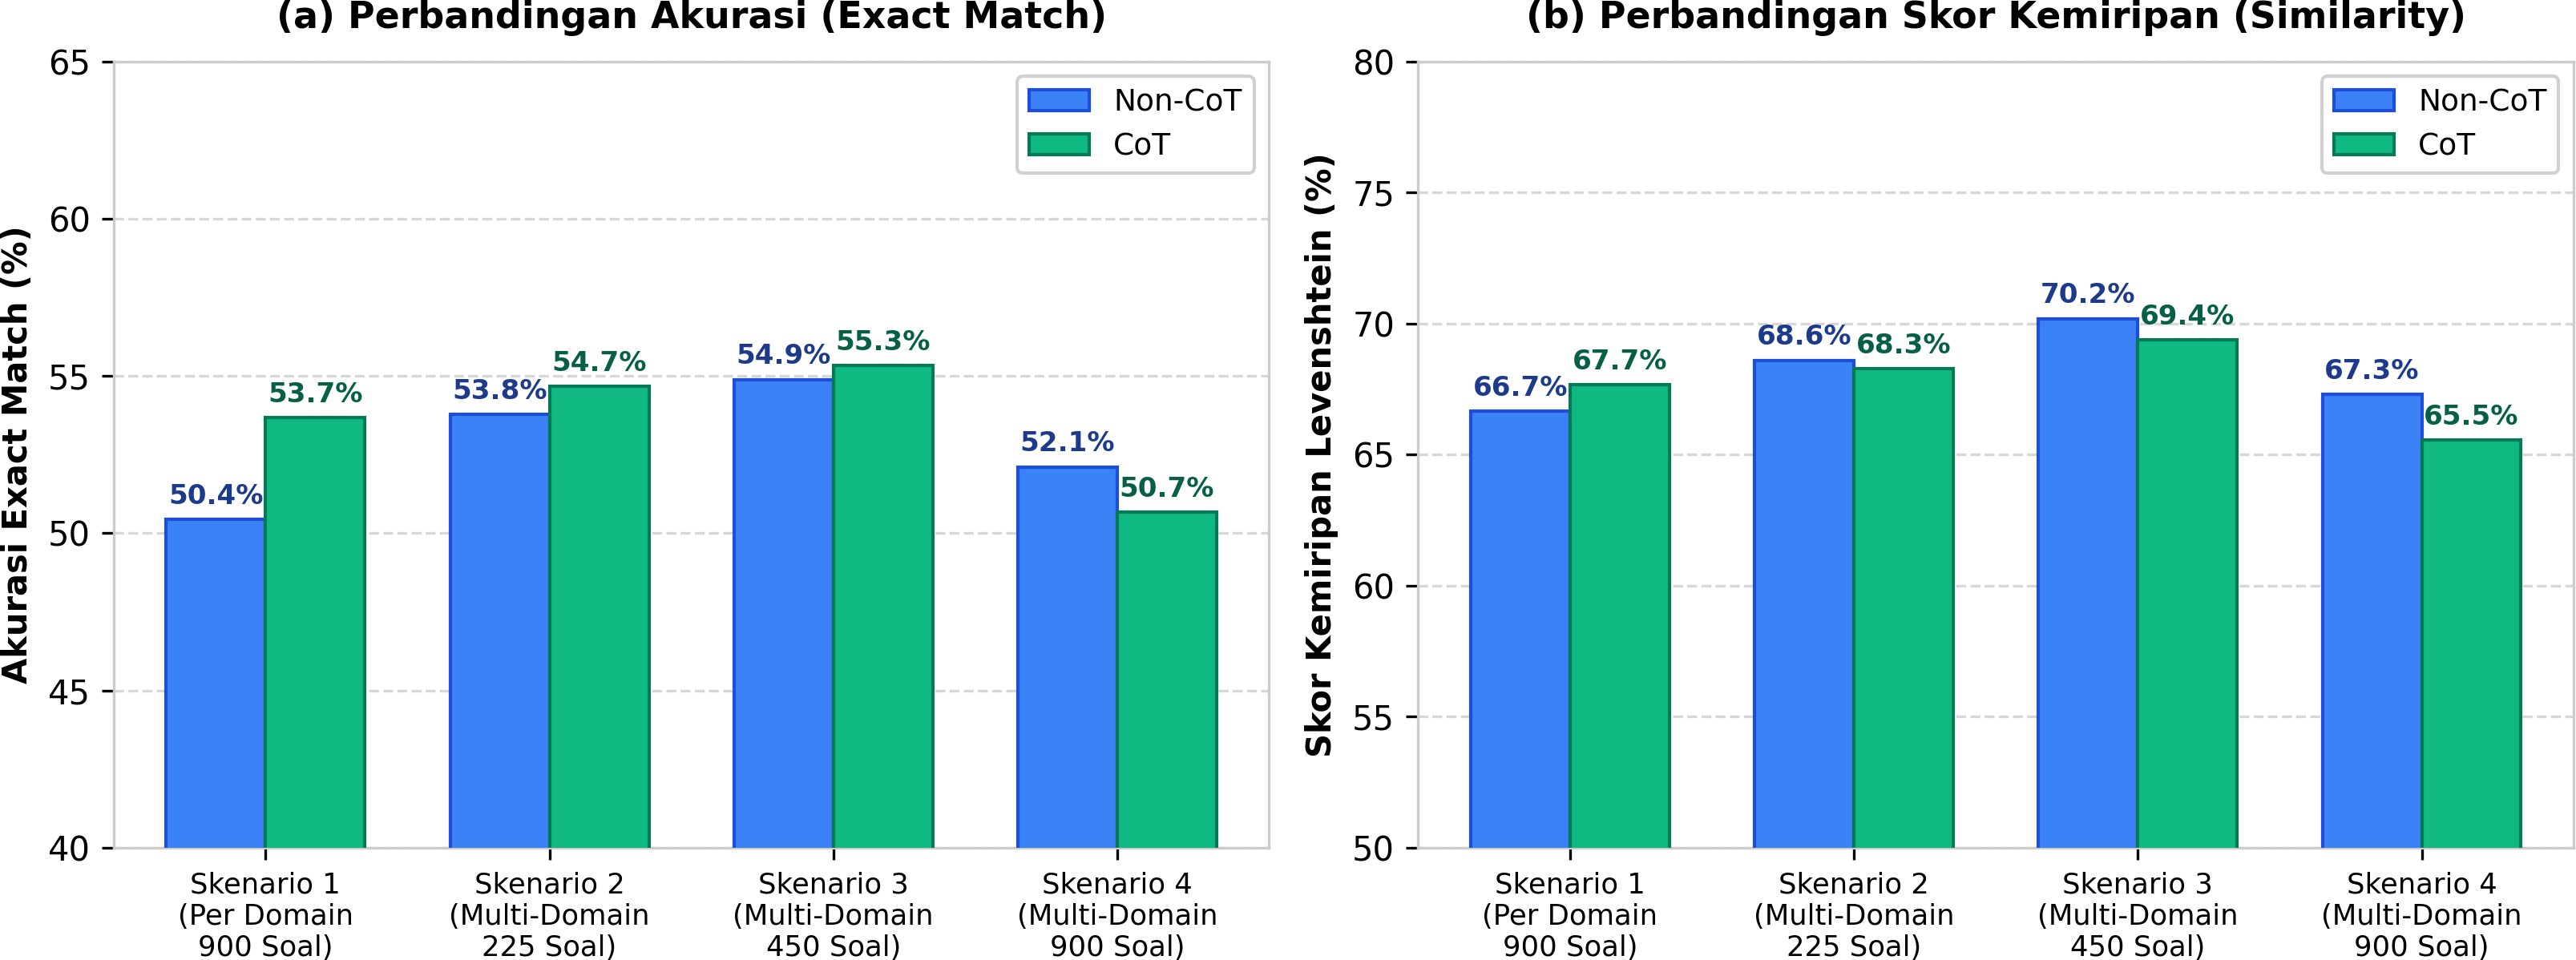 (a) Perbandingan Akurasi (Exact Match)
Akurasi Exact Match (%)
65
60
55
50
45
40
Non-CoT
CoT
50.4%
53.7%
53.8%
54.7%
54.9%
55.3%
52.1%
50.7%
Skenario 1
(Per Domain
900 Soal)
Skenario 2
(Multi-Domain
225 Soal)
Skenario 3
(Multi-Domain
450 Soal)
Skenario 4
(Multi-Domain
900 Soal)
(b) Perbandingan Skor Kemiripan (Similarity)
Skor Kemiripan Levenshtein (%)
80
75
70
65
60
55
50
Non-CoT
CoT
66.7%
67.7%
68.6%
68.3%
70.2%
69.4%
67.3%
65.5%
Skenario 1
(Per Domain
900 Soal)
Skenario 2
(Multi-Domain
225 Soal)
Skenario 3
(Multi-Domain
450 Soal)
Skenario 4
(Multi-Domain
900 Soal)